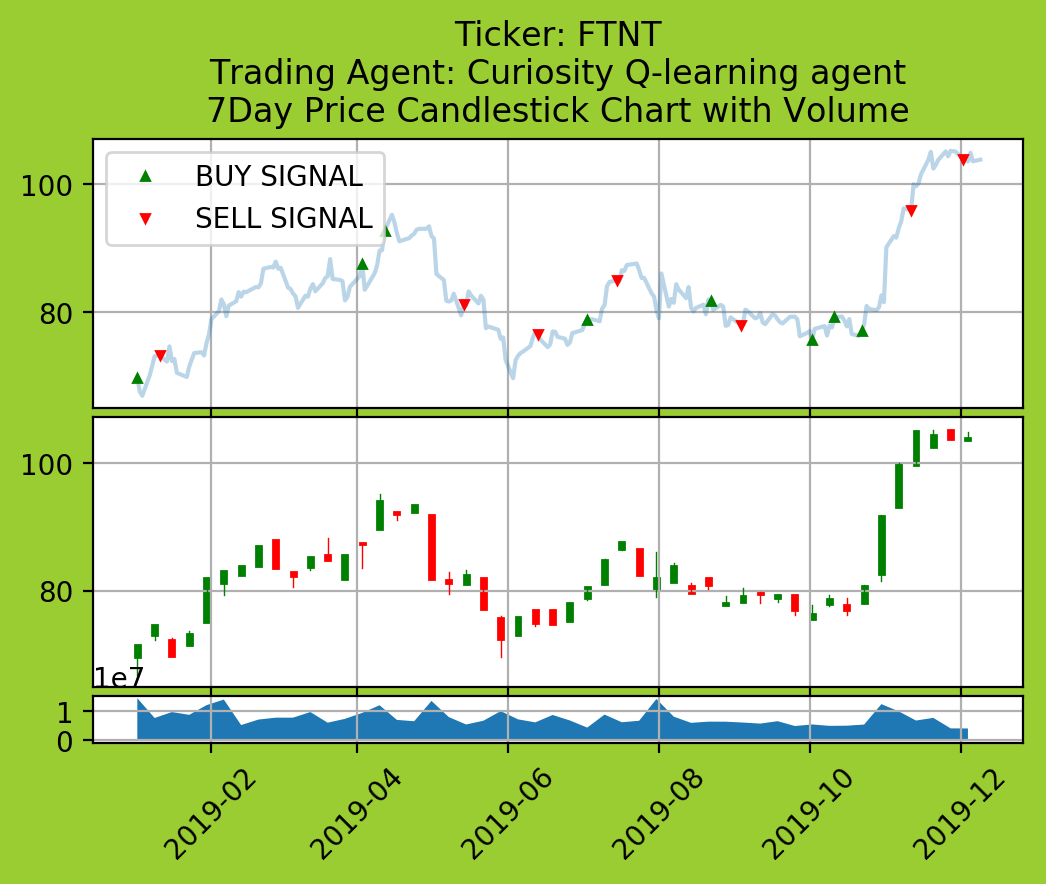 Ticker: FTNT
Trading Agent: Curiosity Q-learning agent
7Day Price Candlestick Chart with Volume
BUY SIGNAL
SELL SIGNAL
100
80
100
80
1e7
1
0
2019-02
2019-04
2019-06
2019-08
2019-10
2019-12